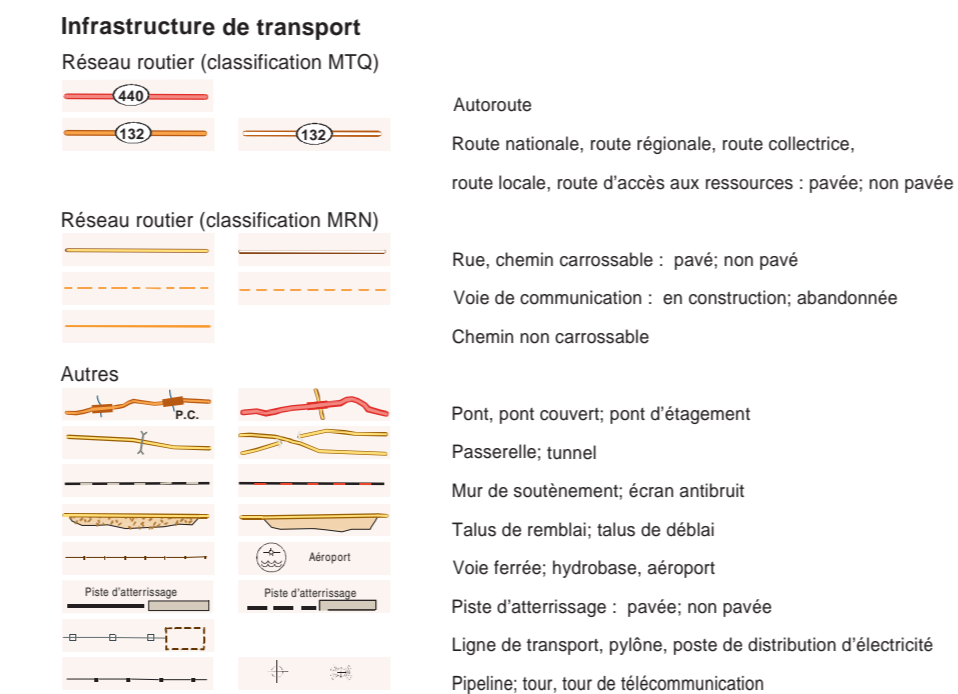 Infrastructure de transport
Réseau routier (classification MTQ)
440
Autoroute
132 132
Route nationale, route régionale, route collectrice,
route locale, route d'accès aux ressources : pavée; non pavée
Réseau routier (classification MRN)
Rue, chemin carrossable : pavé; non pavé
Voie de communication : en construction; abandonnée
Chemin non carrossable
Autres
P.C.
Pont, pont couvert; pont d'étagement
Passerelle; tunnel
Mur de soutènement; écran antibruit
Talus de remblai; talus de déblai
Aéroport
Voie ferrée; hydrobase, aéroport
Piste d'atterrissage Piste d'atterrissage
Piste d'atterrissage : pavée; non pavée
Ligne de transport, pylône, poste de distribution d'électricité
Pipeline; tour, tour de télécommunication